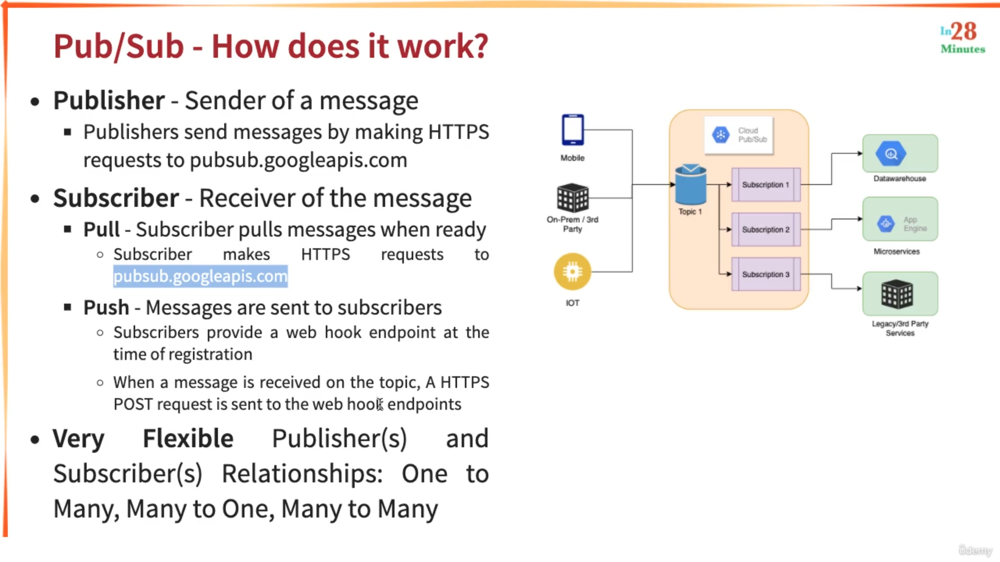 Pub/Sub - How does it work?
In28
Minutes
Publisher - Sender of a message
Publishers send messages by making HTTPS
requests to pubsub.googleapis.com
Subscriber - Receiver of the message
Pull - Subscriber pulls messages when ready
Subscriber makes HTTPS requests to
pubsub.googleapis.com
Push - Messages are sent to subscribers
Subscribers provide a web hook endpoint at the
time of registration
When a message is received on the topic, A HTTPS
POST request is sent to the web hook endpoints
Very Flexible Publisher(s) and
Subscriber(s) Relationships: One to
Many, Many to One, Many to Many
Mobile
On-Prem / 3rd
Party
IOT
Cloud
Pub/Sub
Topic 1
Subscription 1
Subscription 2
Subscription 3
Datawarehouse
App
Engine
Microservices
Legacy/3rd Party
Services
ûdemy